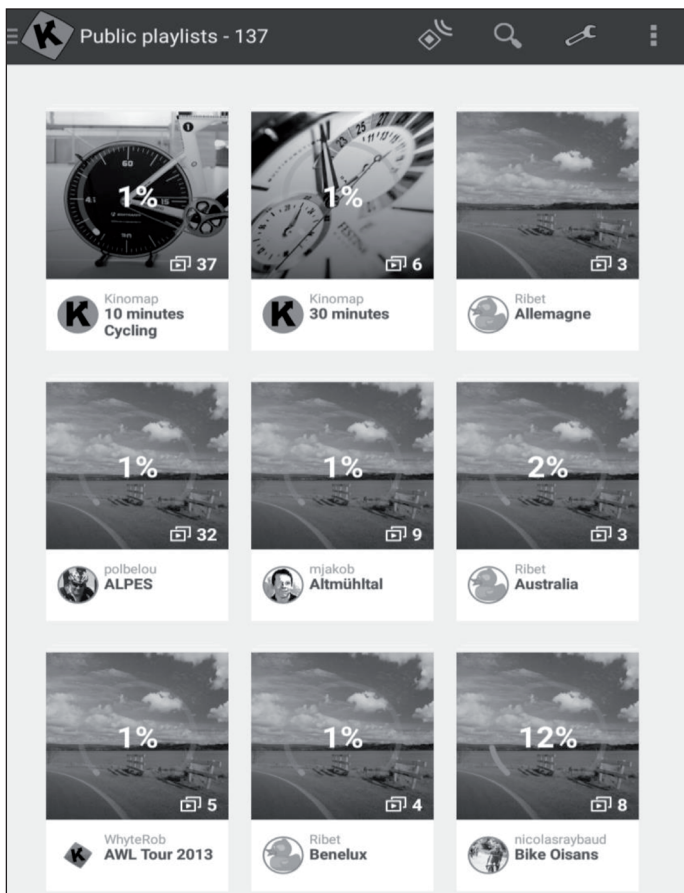 Public playlists - 137
1%
37
Kinomap
10 minutes
Cycling
1%
6
Kinomap
30 minutes
3
Ribet
Allemagne
1%
32
polbelou
ALPES
1%
9
mjakob
Altmühltal
2%
3
Ribet
Australia
1%
5
WhyteRob
AWL Tour 2013
1%
4
Ribet
Benelux
12%
8
nicolasraybaud
Bike Oisans